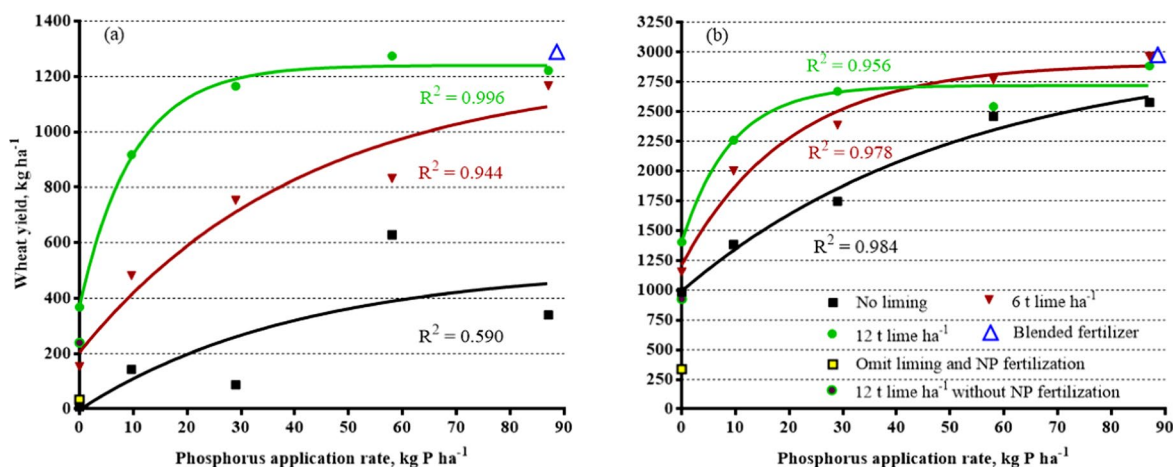 (a)
1400
1200
1000
800
600
400
200
0
Wheat yield, kg ha⁻¹
R² = 0.996
R² = 0.944
R² = 0.590
0 10 20 30 40 50 60 70 80 90
Phosphorus application rate, kg P ha⁻¹
(b)
3250
3000
2750
2500
2250
2000
1750
1500
1250
1000
750
500
250
0
R² = 0.956
R² = 0.978
R² = 0.984
No liming
6 t lime ha⁻¹
12 t lime ha⁻¹
Blended fertilizer
Omit liming and NP fertilization
12 t lime ha⁻¹ without NP fertilization
0 10 20 30 40 50 60 70 80 90
Phosphorus application rate, kg P ha⁻¹